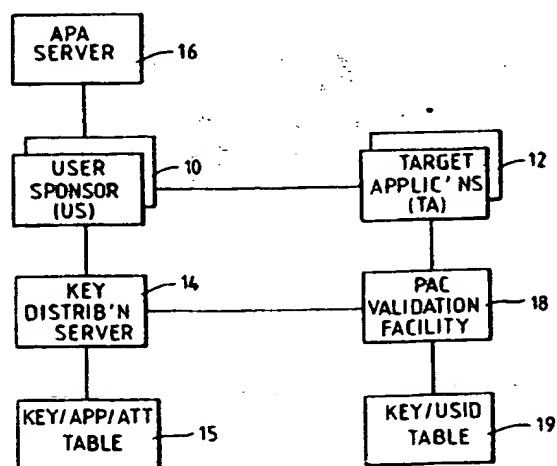 APA
SERVER
16
USER
SPONSOR
(US)
10
TARGET
APPLIC'NS
(TA)
12
KEY
DISTRIB'N
SERVER
14
PAC
VALIDATION
FACILITY
18
KEY/APP/ATT
TABLE
15
KEY/USID
TABLE
19